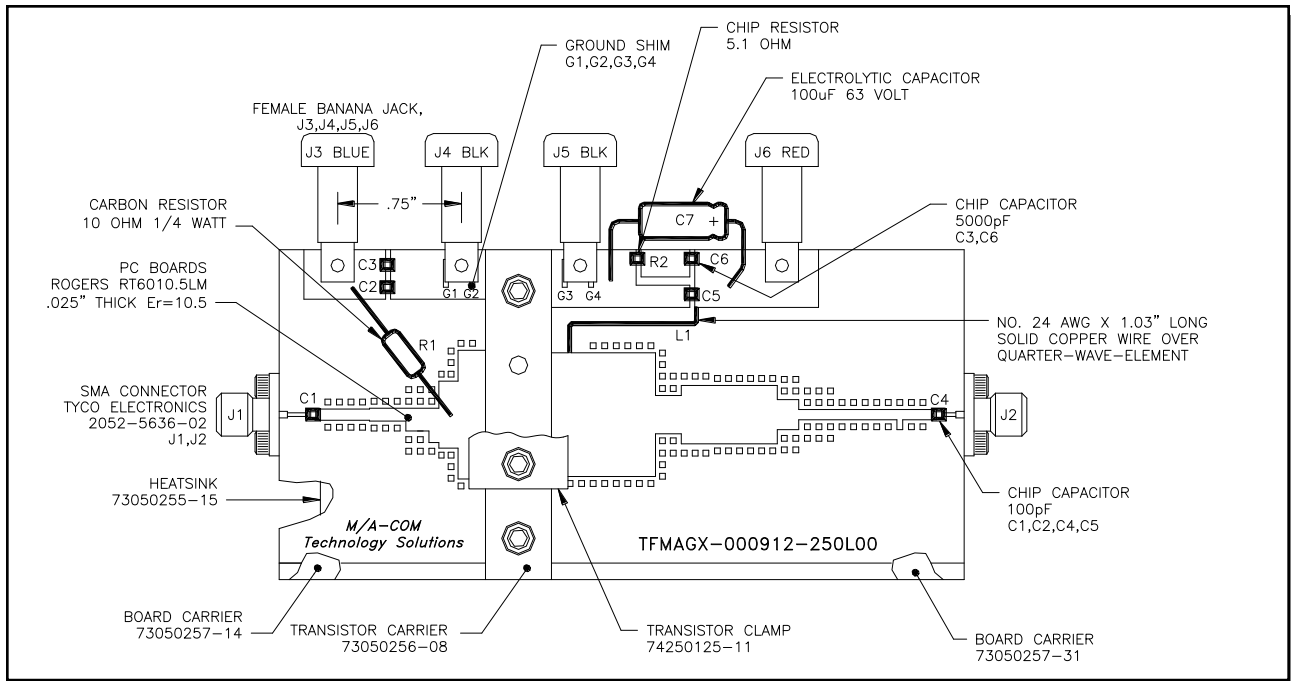 CHIP RESISTOR
5.1 OHM
GROUND SHIM
G1,G2,G3,G4
ELECTROLYTIC CAPACITOR
100uF 63 VOLT
FEMALE BANANA JACK,
J3,J4,J5,J6
J3 BLUE
J4 BLK
J5 BLK
J6 RED
CARBON RESISTOR
10 OHM 1/4 WATT
.75"
C7
+
CHIP CAPACITOR
5000pF
C3,C6
PC BOARDS
ROGERS RT6010.5LM
.025" THICK Er=10.5
C3
C2
G1
G2
G3
G4
R2
C6
C5
R1
L1
NO. 24 AWG X 1.03" LONG
SOLID COPPER WIRE OVER
QUARTER-WAVE-ELEMENT
SMA CONNECTOR
TYCO ELECTRONICS
2052-5636-02
J1,J2
J1
C1
C4
J2
HEATSINK
73050255-15
CHIP CAPACITOR
100pF
C1,C2,C4,C5
M/A-COM
Technology Solutions
TFMAGX-000912-250L00
BOARD CARRIER
73050257-14
TRANSISTOR CARRIER
73050256-08
TRANSISTOR CLAMP
74250125-11
BOARD CARRIER
73050257-31